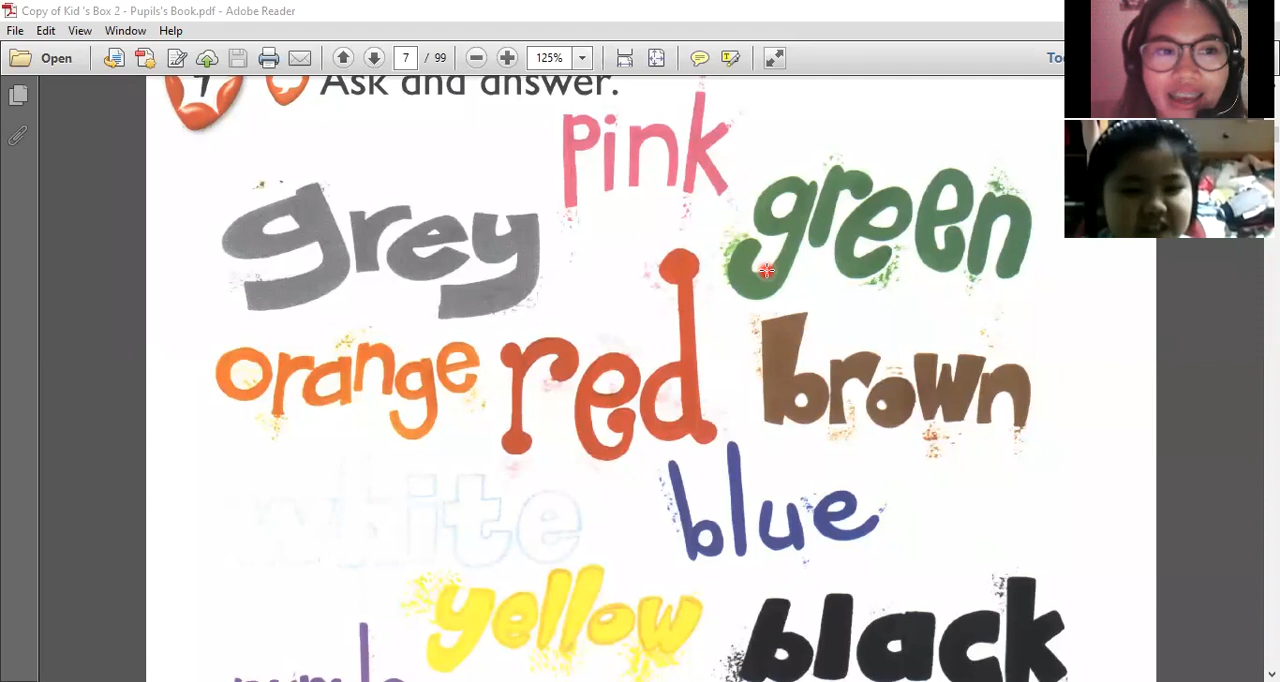 Copy of Kid 's Box 2 - Pupils's Book.pdf - Adobe Reader
File Edit View Window Help
Open 7 / 99 125%
Ask and answer.
pink
grey green
orange red brown
white blue
yellow black
purple